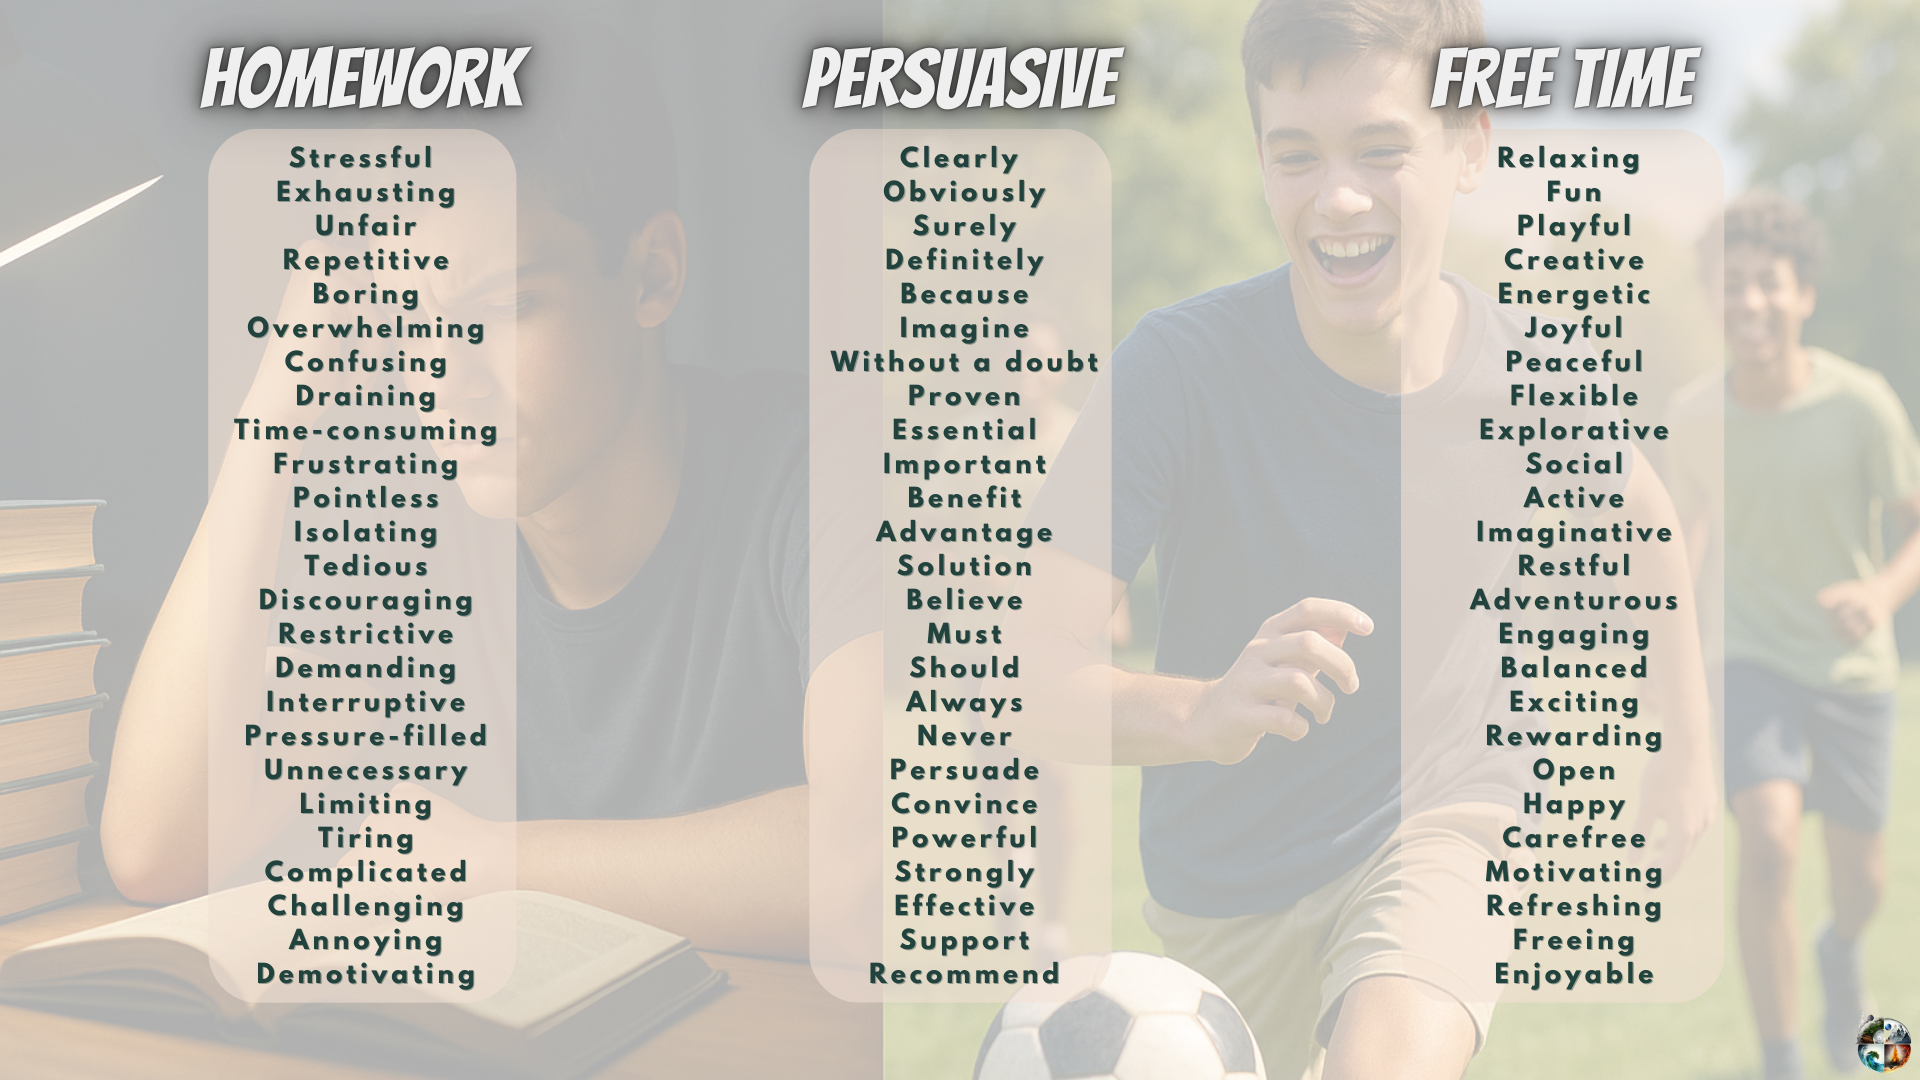 HOMEWORK
Stressful
Exhausting
Unfair
Repetitive
Boring
Overwhelming
Confusing
Draining
Time-consuming
Frustrating
Pointless
Isolating
Tedious
Discouraging
Restrictive
Demanding
Interruptive
Pressure-filled
Unnecessary
Limiting
Tiring
Complicated
Challenging
Annoying
Demotivating
PERSUASIVE
Clearly
Obviously
Surely
Definitely
Because
Imagine
Without a doubt
Proven
Essential
Important
Benefit
Advantage
Solution
Believe
Must
Should
Always
Never
Persuade
Convince
Powerful
Strongly
Effective
Support
Recommend
FREE TIME
Relaxing
Fun
Playful
Creative
Energetic
Joyful
Peaceful
Flexible
Explorative
Social
Active
Imaginative
Restful
Adventurous
Engaging
Balanced
Exciting
Rewarding
Open
Happy
Carefree
Motivating
Refreshing
Freeing
Enjoyable